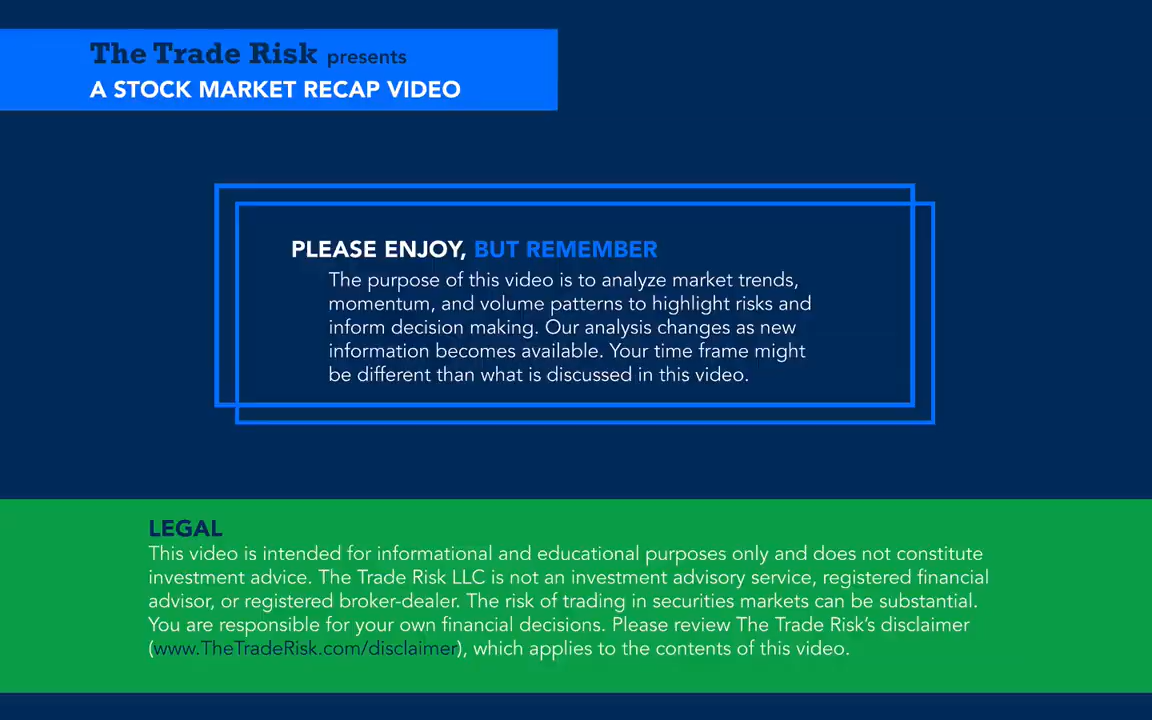 The Trade Risk presents
A STOCK MARKET RECAP VIDEO
PLEASE ENJOY, BUT REMEMBER
The purpose of this video is to analyze market trends,
momentum, and volume patterns to highlight risks and
inform decision making. Our analysis changes as new
information becomes available. Your time frame might
be different than what is discussed in this video.
LEGAL
This video is intended for informational and educational purposes only and does not constitute
investment advice. The Trade Risk LLC is not an investment advisory service, registered financial
advisor, or registered broker-dealer. The risk of trading in securities markets can be substantial.
You are responsible for your own financial decisions. Please review The Trade Risk's disclaimer
(www.TheTradeRisk.com/disclaimer), which applies to the contents of this video.